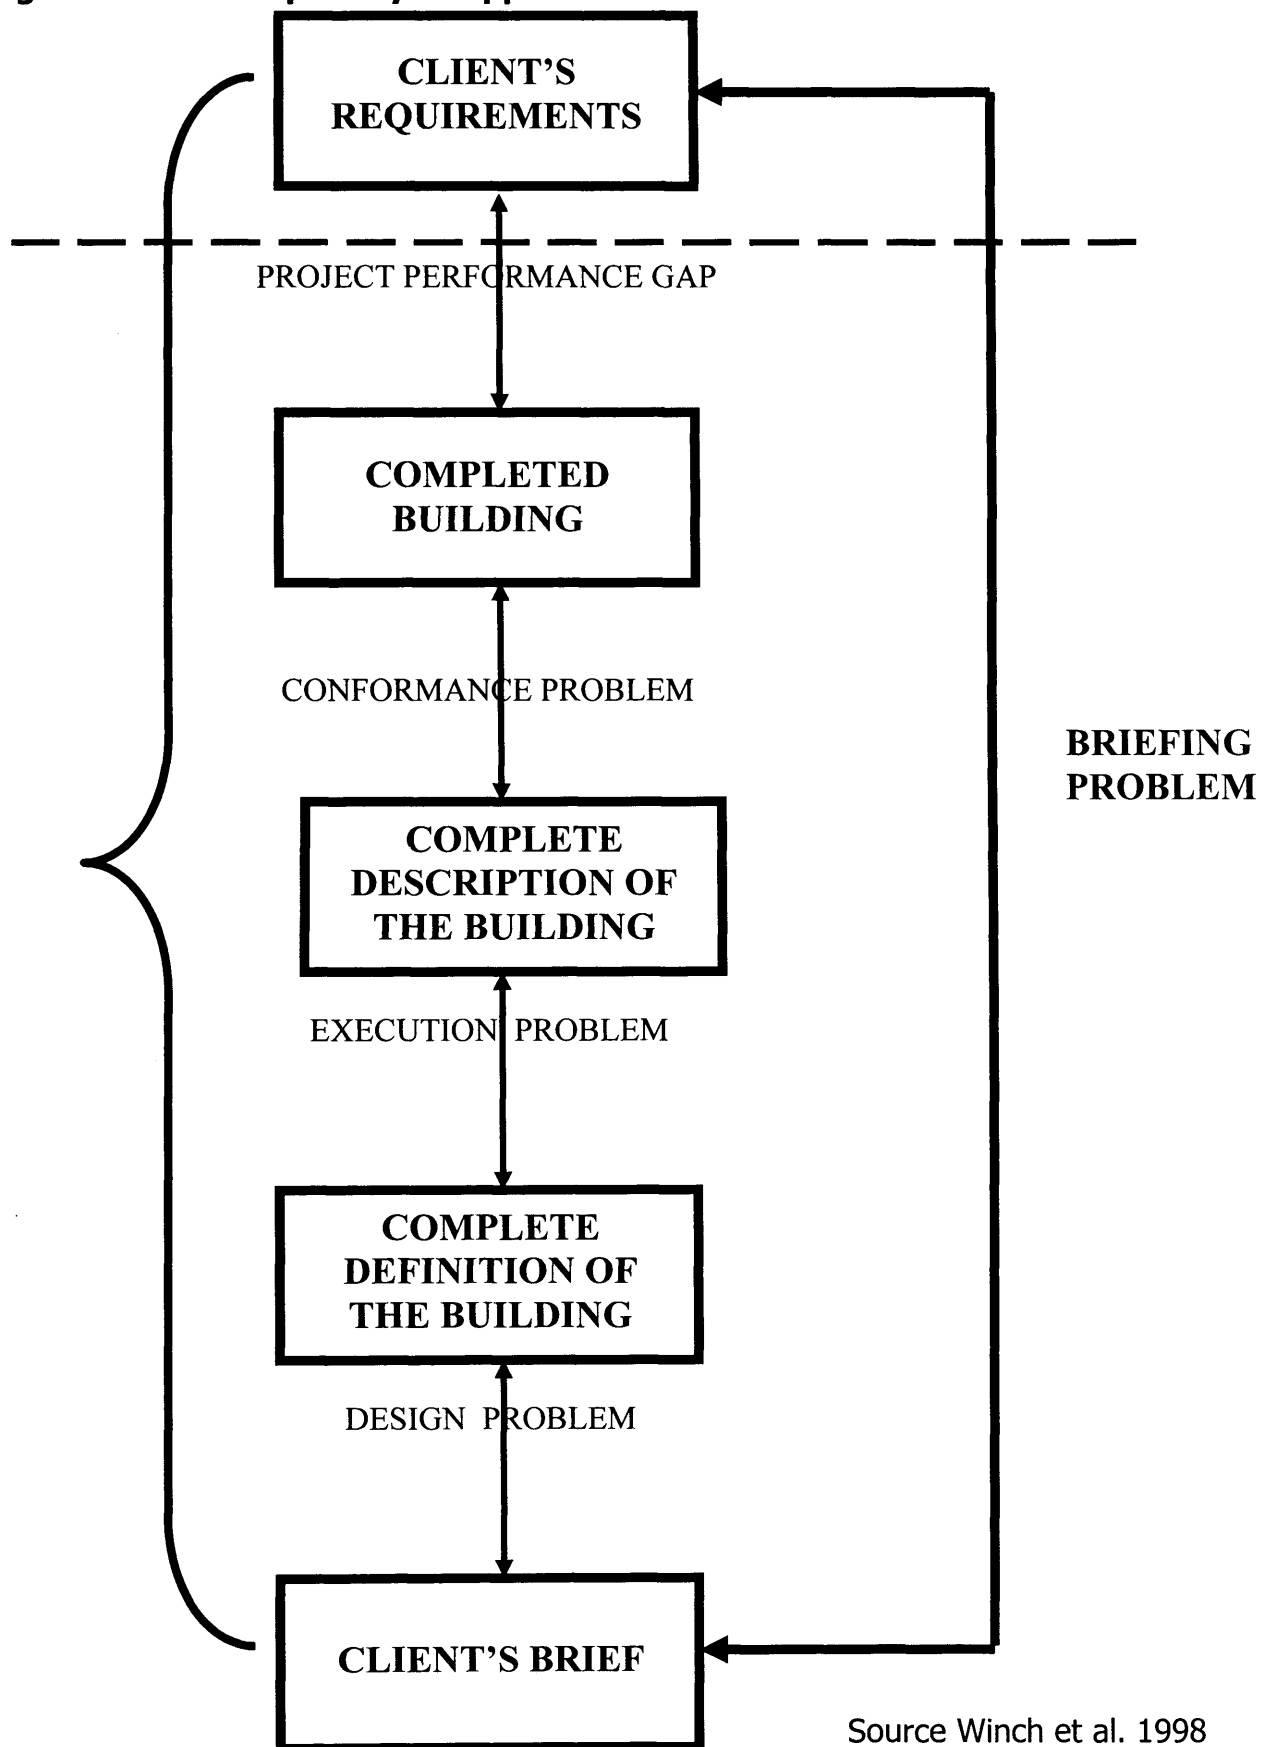 CLIENT'S
REQUIREMENTS
PROJECT PERFORMANCE GAP
COMPLETED
BUILDING
CONFORMANCE PROBLEM
BRIEFING
PROBLEM
COMPLETE
DESCRIPTION OF
THE BUILDING
EXECUTION PROBLEM
COMPLETE
DEFINITION OF
THE BUILDING
DESIGN PROBLEM
CLIENT'S BRIEF
Source Winch et al. 1998